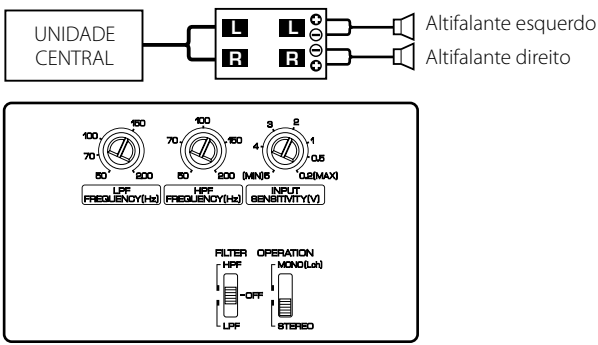 UNIDADE
CENTRAL
L L
R R
Altifalante esquerdo
Altifalante direito
50 70 100 150 200
LPF
FREQUENCY(Hz)
50 70 100 150 200
HPF
FREQUENCY(Hz)
(MIN)5 4 3 2 1 0.5 0.2(MAX)
INPUT
SENSITIVITY(V)
FILTER
HPF
OFF
LPF
OPERATION
MONO(Lch)
STEREO